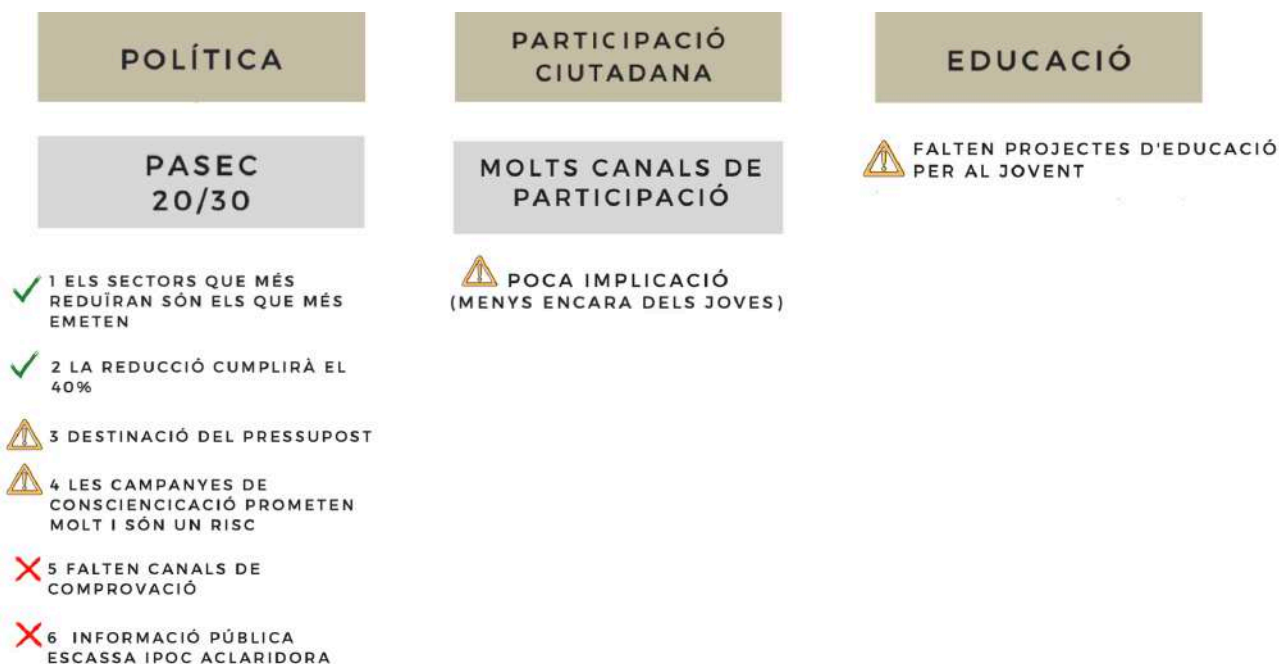 POLÍTICA
PASEC
20/30
1 ELS SECTORS QUE MÉS
REDUÏRAN SÓN ELS QUE MÉS
EMETEN
2 LA REDUCCIÓ CUMPLIRÀ EL
40%
3 DESTINACIÓ DEL PRESSUPOST
4 LES CAMPANYES DE
CONSCIENCICACIÓ PROMETEN
MOLT I SÓN UN RISC
5 FALTEN CANALS DE
COMPROVACIÓ
6 INFORMACIÓ PÚBLICA
ESCASSA IPOC ACLARIDORA
PARTICIPACIÓ
CIUTADANA
MOLTS CANALS DE
PARTICIPACIÓ
POCA IMPLICACIÓ
(MENYS ENCARA DELS JOVES)
EDUCACIÓ
FALTEN PROJECTES D'EDUCACIÓ
PER AL JOVENT